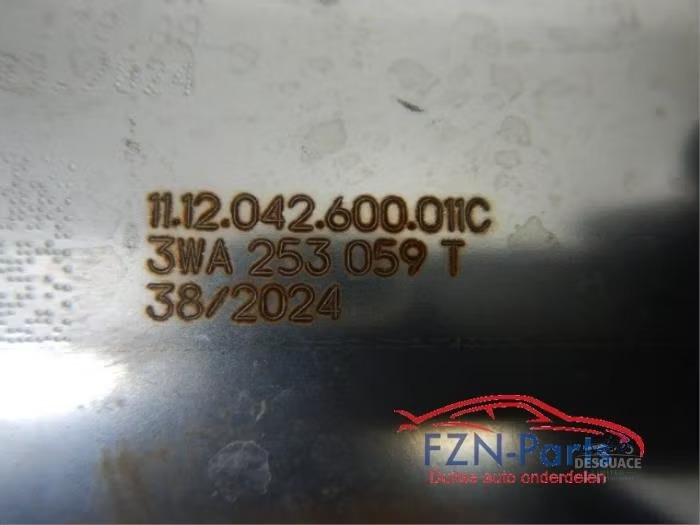 11.12.042.600.011C
3WA 253 059 T
38/2024
FZN-Parts
DESGUACE
Duitse auto onderdelen